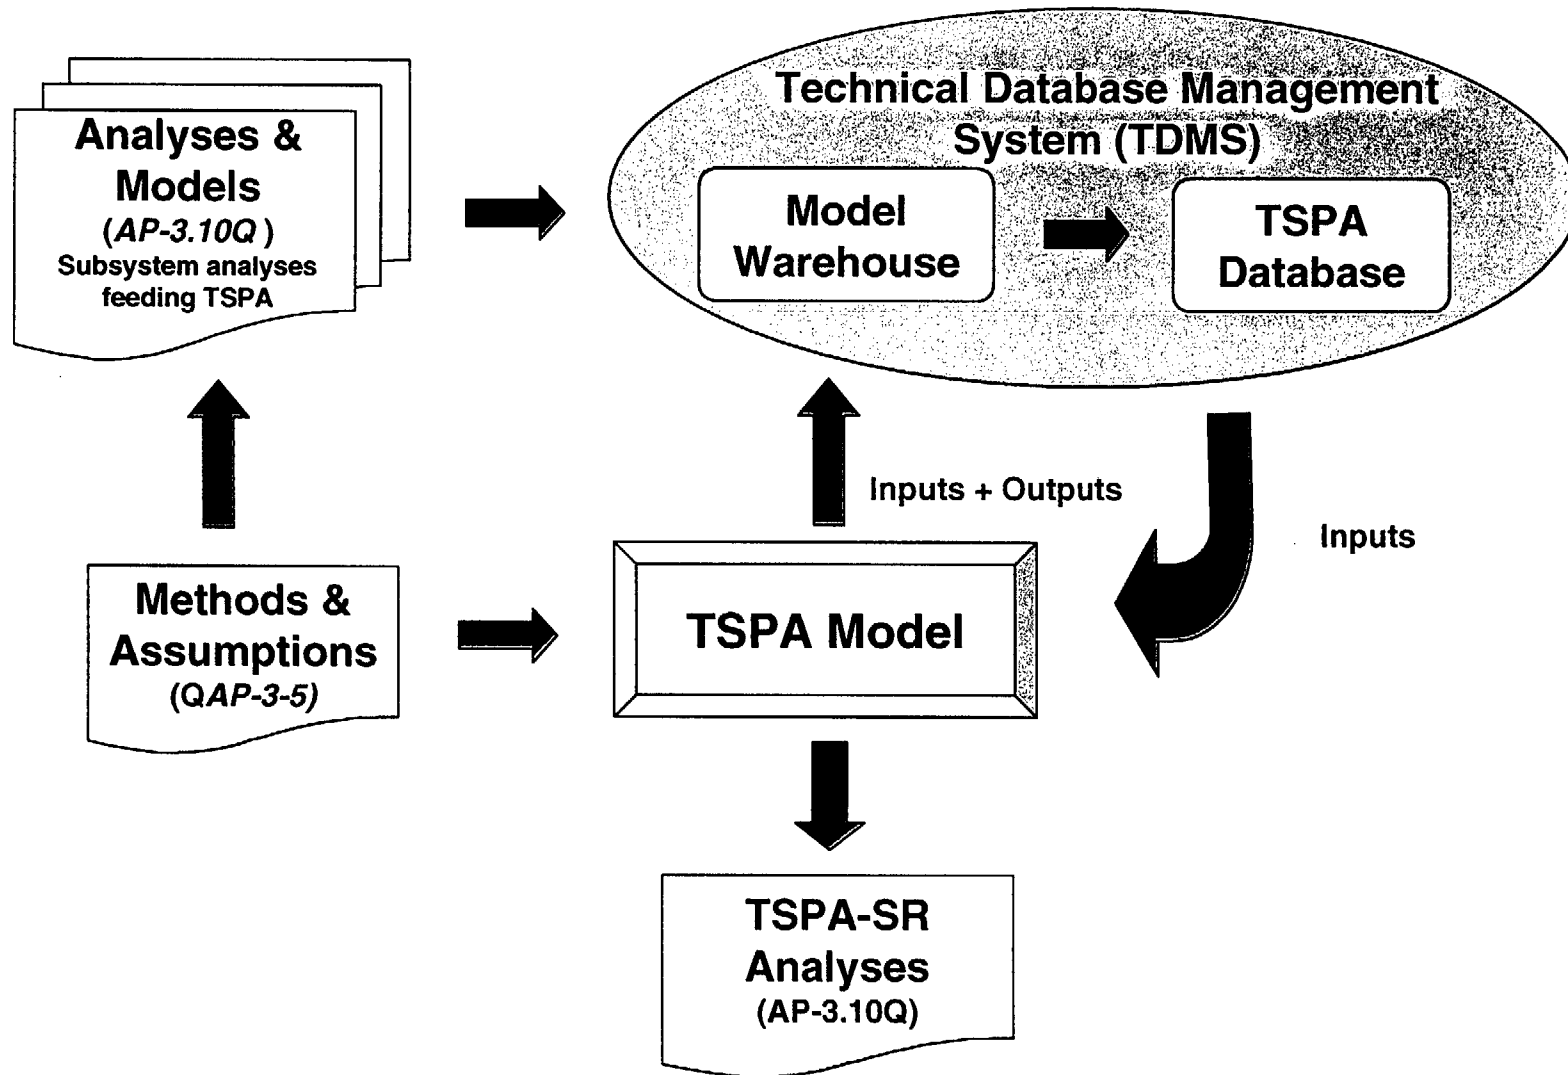 Analyses &
Models
(AP-3.10Q )
Subsystem analyses
feeding TSPA
Technical Database Management
System (TDMS)
Model
Warehouse
TSPA
Database
Inputs + Outputs
Inputs
Methods &
Assumptions
(QAP-3-5)
TSPA Model
TSPA-SR
Analyses
(AP-3.10Q)